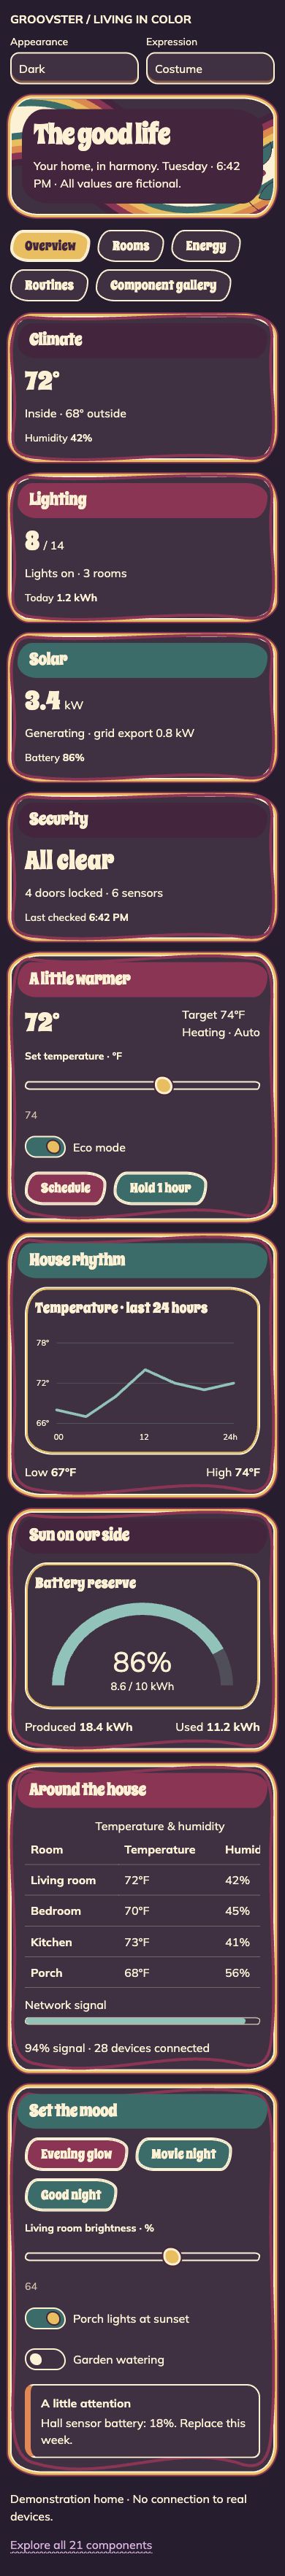 GROOVSTER / LIVING IN COLOR
Appearance
Expression
Dark
Costume
The good life
Your home, in harmony. Tuesday · 6:42
PM · All values are fictional.
Overview
Rooms
Energy
Routines
Component gallery
Climate
72°
Inside · 68° outside
Humidity 42%
Lighting
8 / 14
Lights on · 3 rooms
Today 1.2 kWh
Solar
3.4 kW
Generating · grid export 0.8 kW
Battery 86%
Security
All clear
4 doors locked · 6 sensors
Last checked 6:42 PM
A little warmer
72°
Target 74°F
Heating · Auto
Set temperature · °F
74
Eco mode
Schedule
Hold 1 hour
House rhythm
Temperature · last 24 hours
78°
72°
66°
00
12
24h
Low 67°F
High 74°F
Sun on our side
Battery reserve
86%
8.6 / 10 kWh
Produced 18.4 kWh
Used 11.2 kWh
Around the house
Temperature & humidity
Room Temperature Humid
Living room 72°F 42%
Bedroom 70°F 45%
Kitchen 73°F 41%
Porch 68°F 56%
Network signal
94% signal · 28 devices connected
Set the mood
Evening glow
Movie night
Good night
Living room brightness · %
64
Porch lights at sunset
Garden watering
A little attention
Hall sensor battery: 18%. Replace this
week.
Demonstration home · No connection to real
devices.
Explore all 21 components